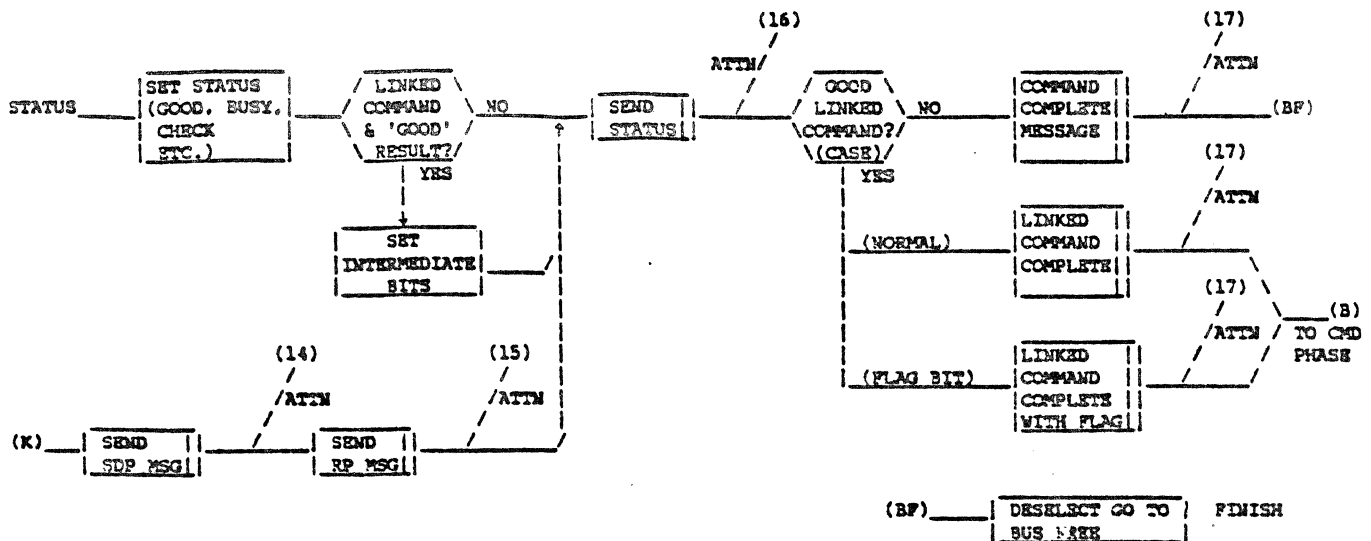 (16)
(17)
ATTN
ATTN
STATUS
SET STATUS
(GOOD, BUSY,
CHECK
ETC.)
LINKED
COMMAND
& 'GOOD'
RESULT?
NO
YES
SEND
STATUS
GOOD
LINKED
COMMAND?
(CASE)
NO
YES
COMMAND
COMPLETE
MESSAGE
(BF)
(17)
ATTN
SET
INTERMEDIATE
BITS
(NORMAL)
LINKED
COMMAND
COMPLETE
(17)
ATTN
(B)
TO CMD
PHASE
(14)
ATTN
(15)
ATTN
(FLAG BIT)
LINKED
COMMAND
COMPLETE
WITH FLAG
(K)
SEND
SDP MSG
SEND
RP MSG
(BF)
DESELECT GO TO
BUS FREE
FINISH